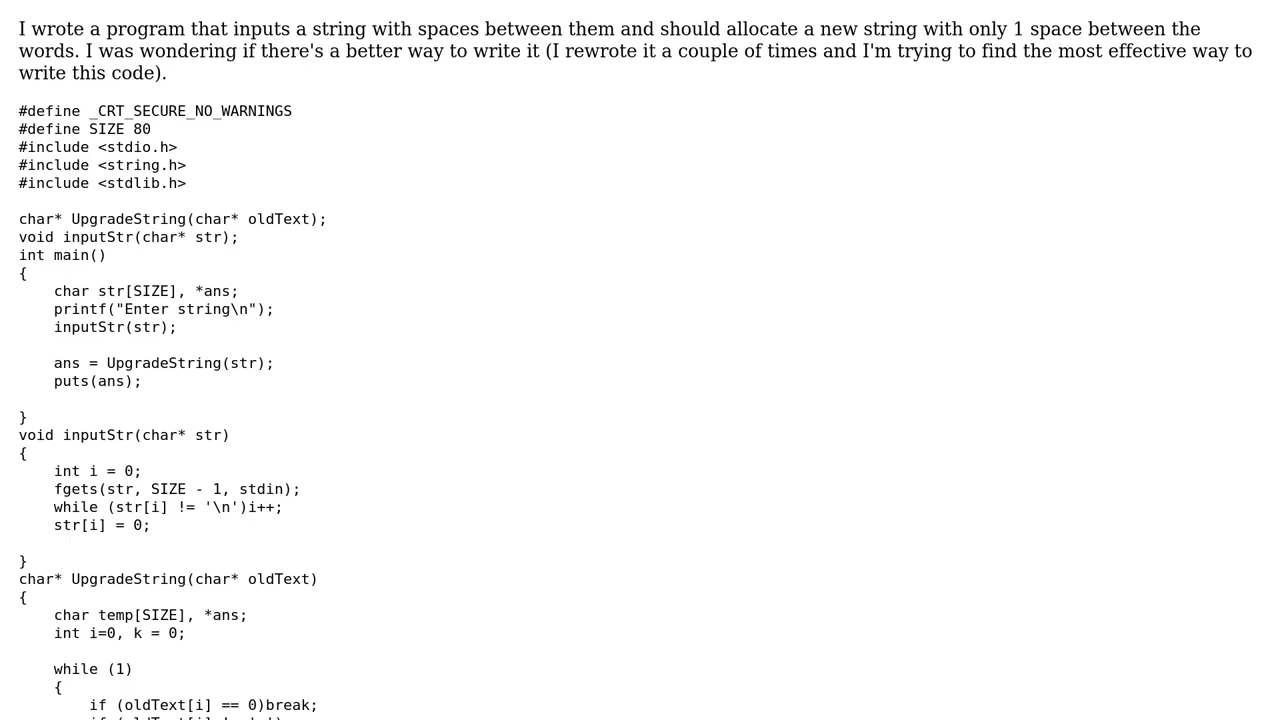 I wrote a program that inputs a string with spaces between them and should allocate a new string with only 1 space between the
words. I was wondering if there's a better way to write it (I rewrote it a couple of times and I'm trying to find the most effective way to
write this code).
#define _CRT_SECURE_NO_WARNINGS
#define SIZE 80
#include <stdio.h>
#include <string.h>
#include <stdlib.h>
char* UpgradeString(char* oldText);
void inputStr(char* str);
int main()
{
    char str[SIZE], *ans;
    printf("Enter string\n");
    inputStr(str);
    ans = UpgradeString(str);
    puts(ans);
}
void inputStr(char* str)
{
    int i = 0;
    fgets(str, SIZE - 1, stdin);
    while (str[i] != '\n')i++;
    str[i] = 0;
}
char* UpgradeString(char* oldText)
{
    char temp[SIZE], *ans;
    int i=0, k = 0;
    while (1)
    {
        if (oldText[i] == 0)break;